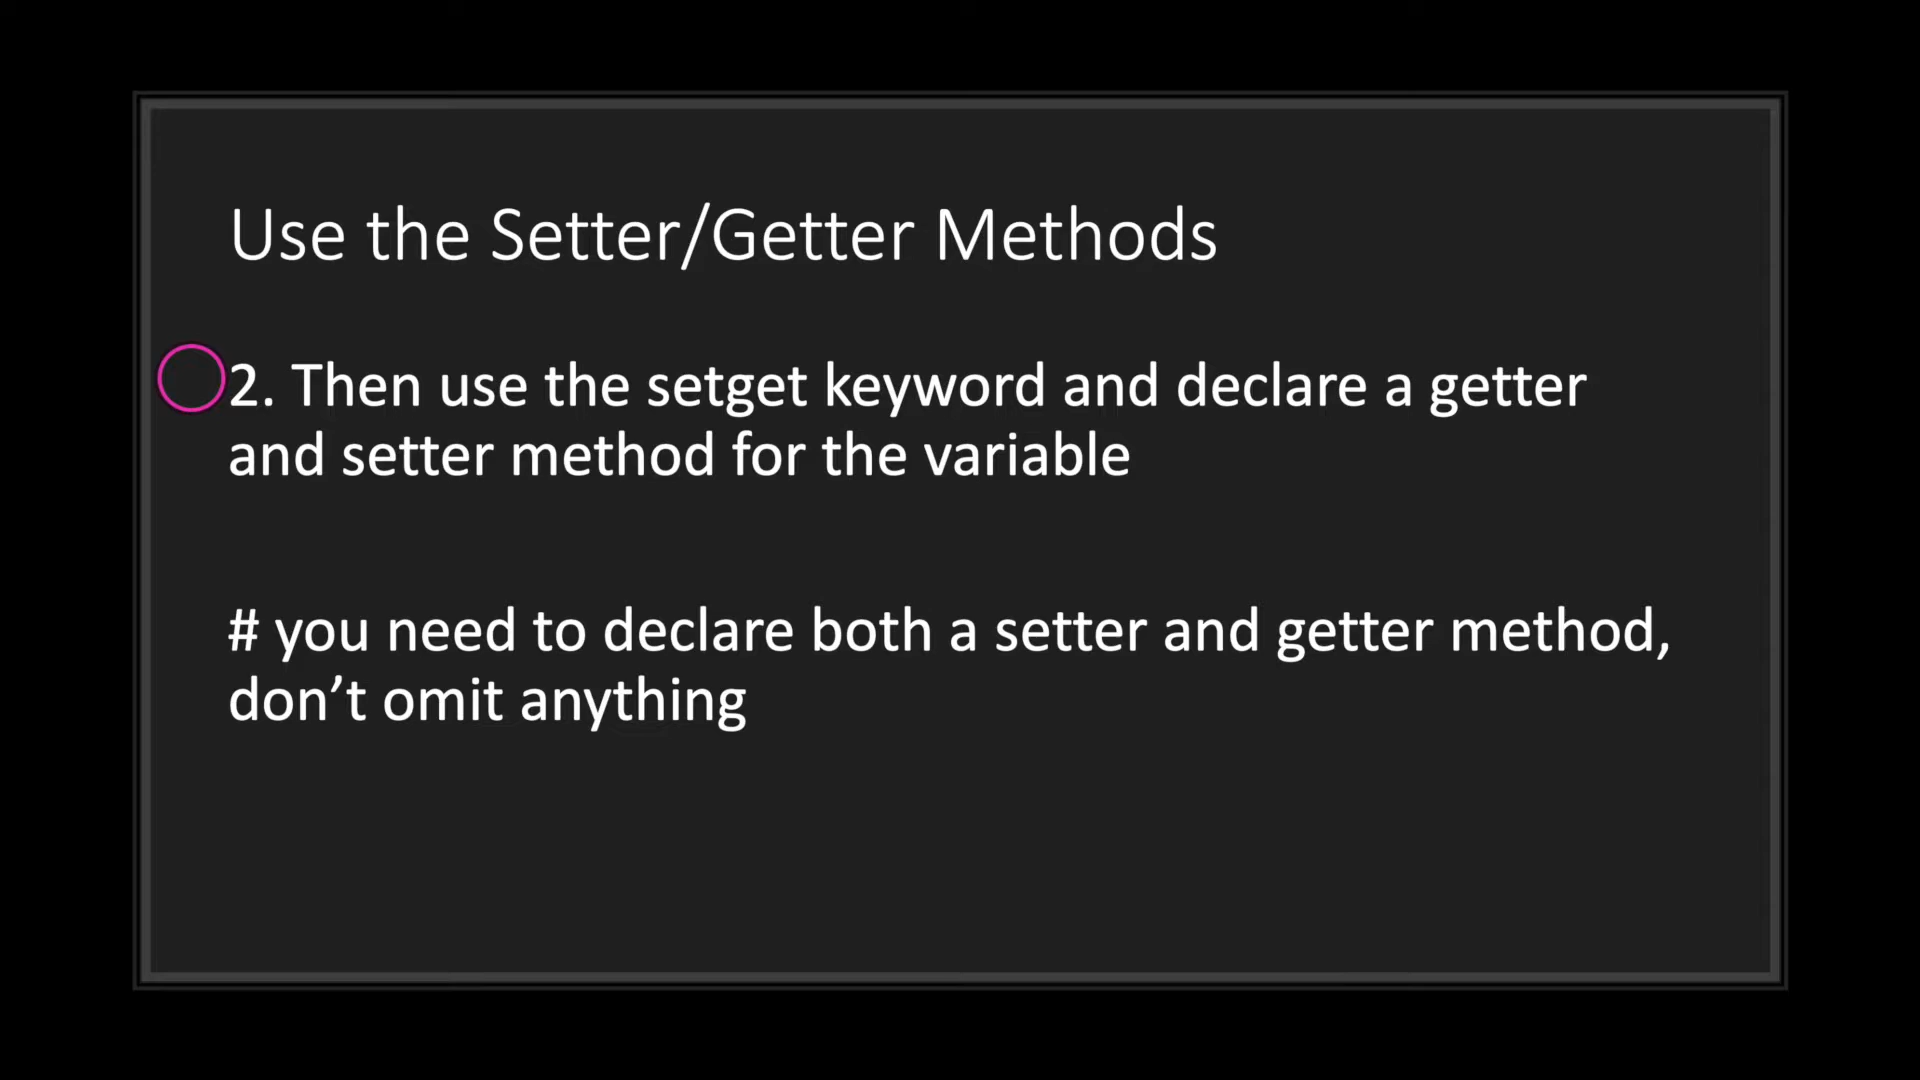 Use the Setter/Getter Methods
2. Then use the setget keyword and declare a getter
and setter method for the variable
# you need to declare both a setter and getter method,
don’t omit anything